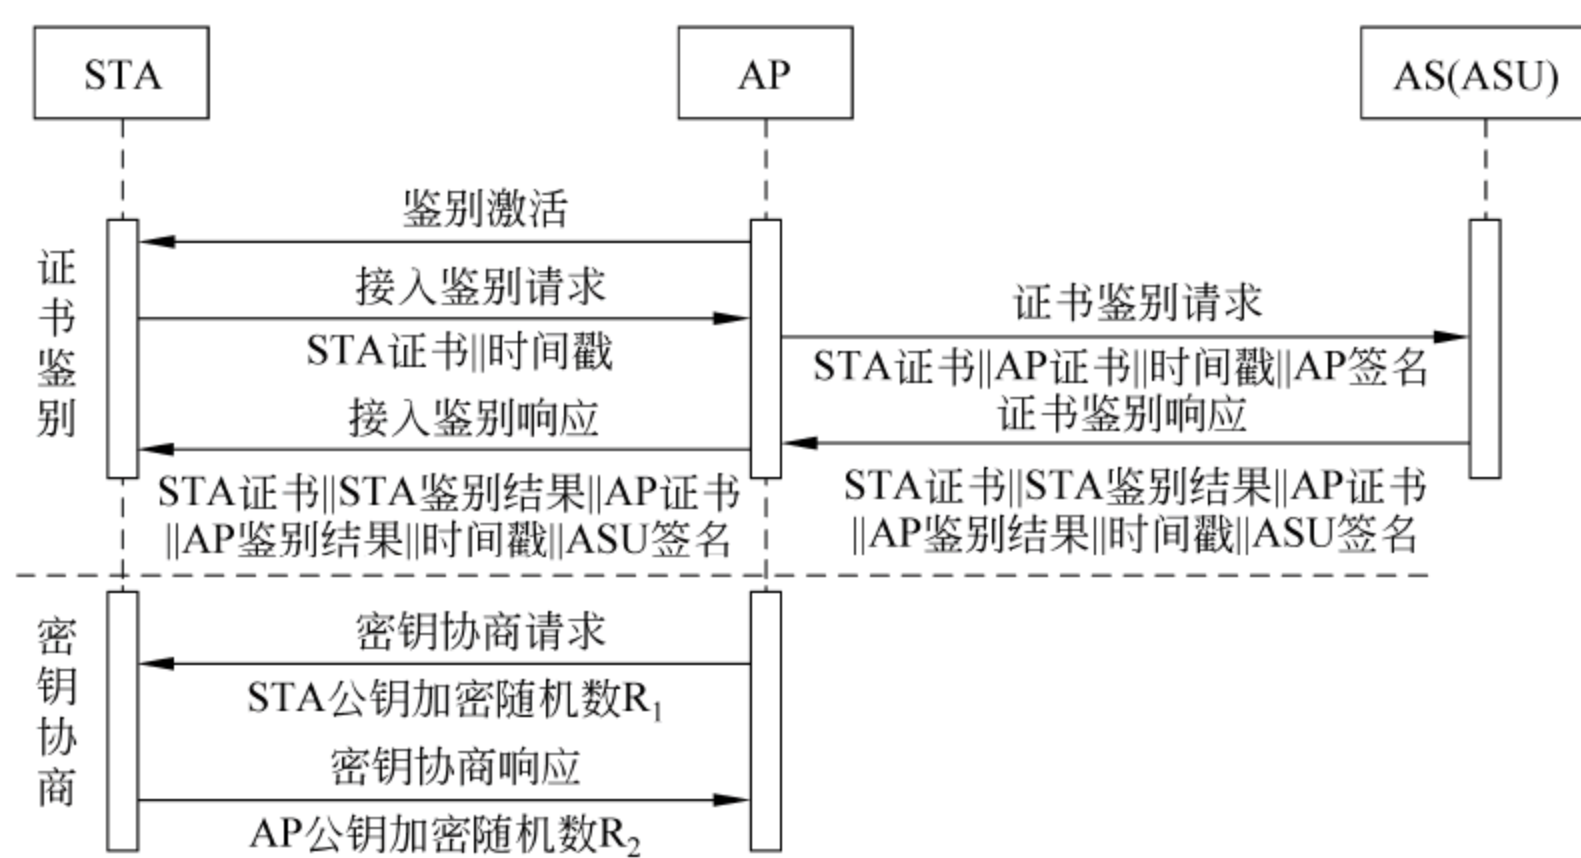 STA
AP
AS(ASU)
证书鉴别
鉴别激活
接入鉴别请求
STA证书||时间戳
证书鉴别请求
STA证书||AP证书||时间戳||AP签名
证书鉴别响应
STA证书||STA鉴别结果||AP证书
||AP鉴别结果||时间戳||ASU签名
接入鉴别响应
STA证书||STA鉴别结果||AP证书
||AP鉴别结果||时间戳||ASU签名
密钥协商
密钥协商请求
STA公钥加密随机数R₁
密钥协商响应
AP公钥加密随机数R₂